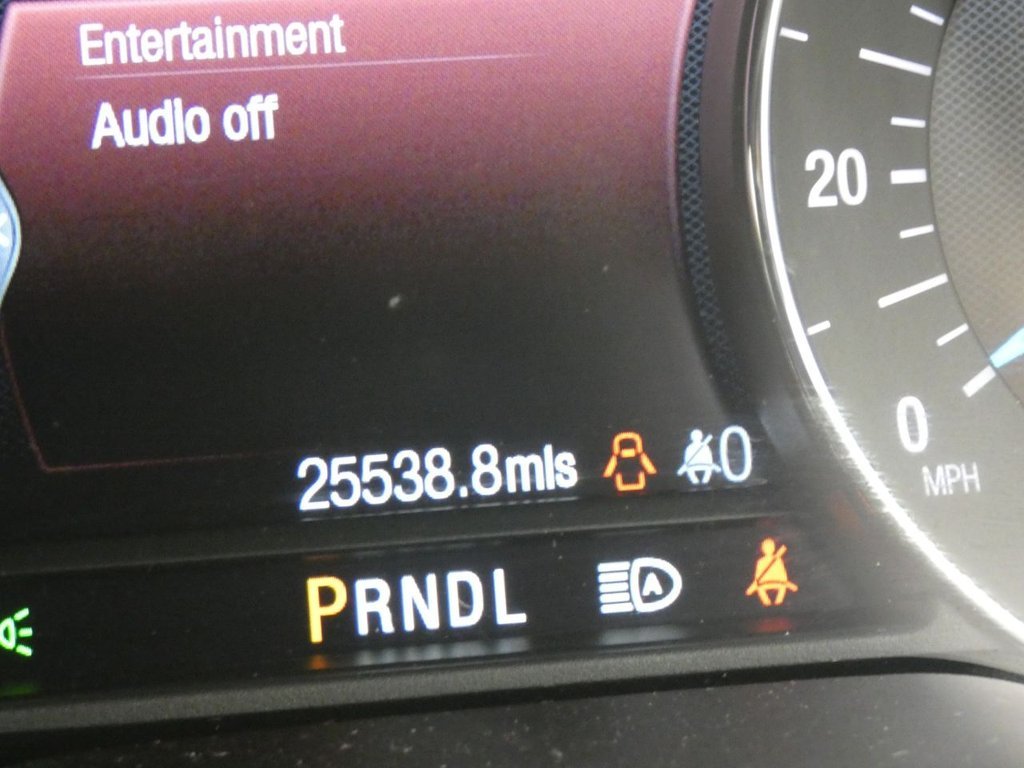 Entertainment
Audio off
20
0
MPH
25538.8mls
0
PRNDL
A